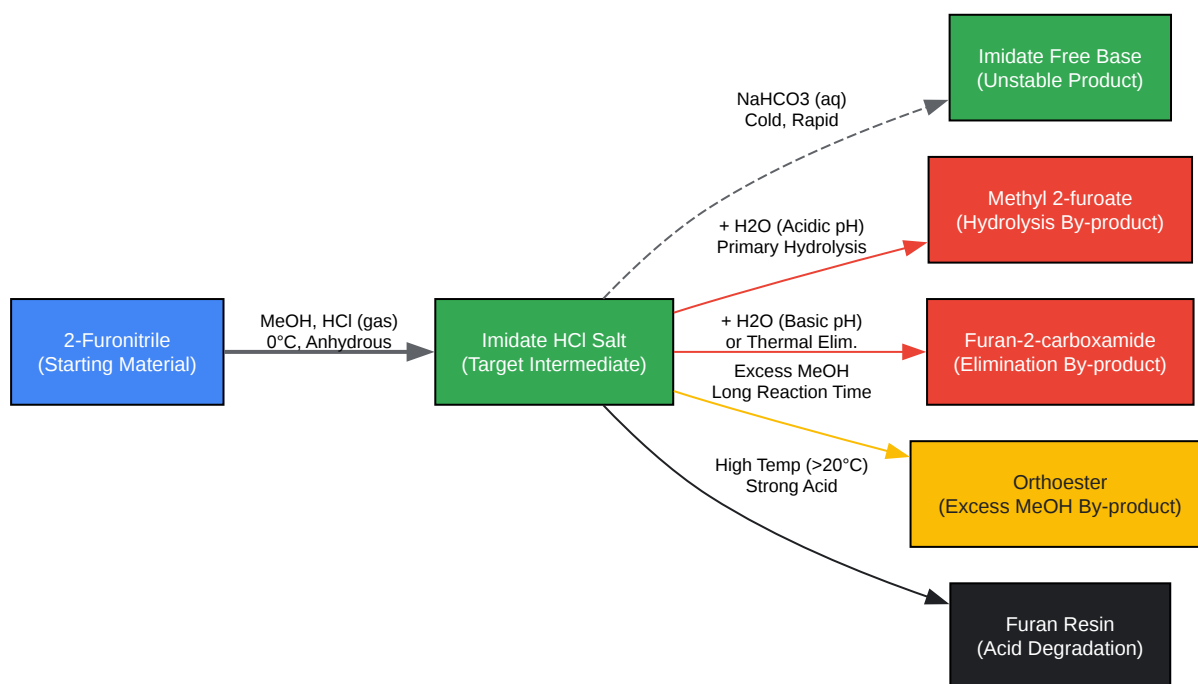 2-Furonitrile
(Starting Material)
MeOH, HCl (gas)
0°C, Anhydrous
Imidate HCl Salt
(Target Intermediate)
NaHCO3 (aq)
Cold, Rapid
Imidate Free Base
(Unstable Product)
+ H2O (Acidic pH)
Primary Hydrolysis
Methyl 2-furoate
(Hydrolysis By-product)
+ H2O (Basic pH)
or Thermal Elim.
Furan-2-carboxamide
(Elimination By-product)
Excess MeOH
Long Reaction Time
Orthoester
(Excess MeOH By-product)
High Temp (>20°C)
Strong Acid
Furan Resin
(Acid Degradation)